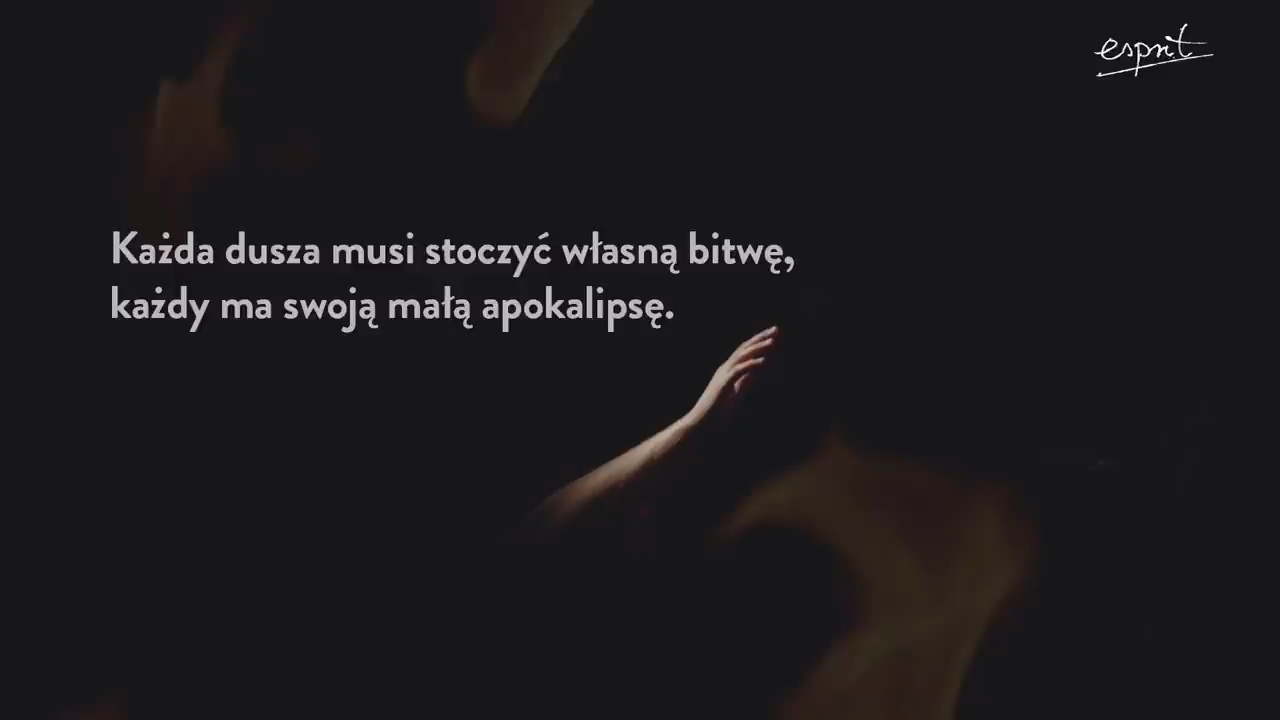 esprit
Każda dusza musi stoczyć własną bitwę,
każdy ma swoją małą apokalipsę.